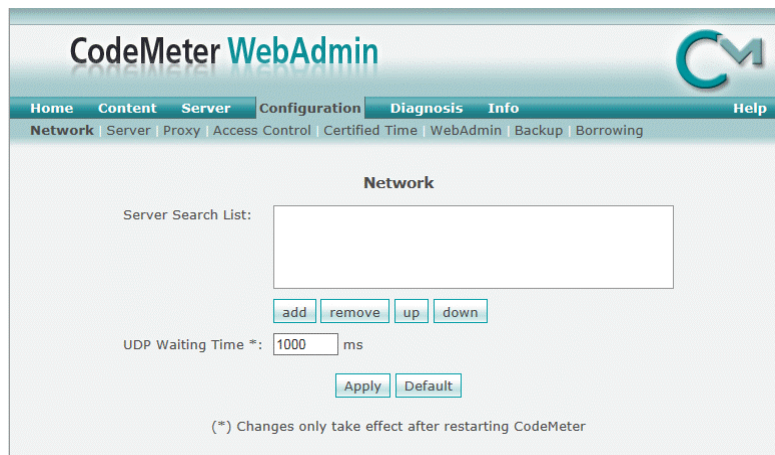 CodeMeter WebAdmin
CM
Home Content Server Configuration Diagnosis Info Help
Network | Server | Proxy | Access Control | Certified Time | WebAdmin | Backup | Borrowing
Network
Server Search List:
add remove up down
UDP Waiting Time *: 1000 ms
Apply Default
(*) Changes only take effect after restarting CodeMeter